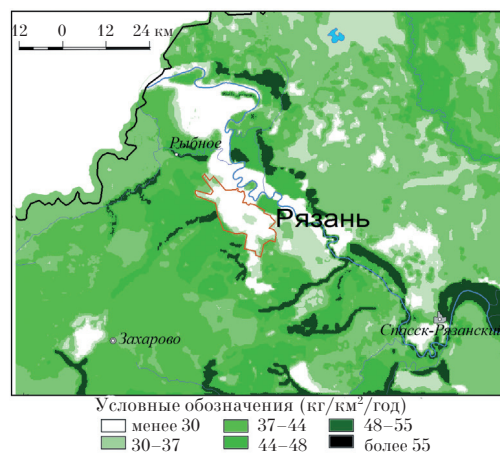 12 0 12 24 км
Рыбное
Рязань
Спасск-Рязанский
Захарово
Условные обозначения (кг/км²/год)
менее 30 37–44 48–55
30–37 44–48 более 55